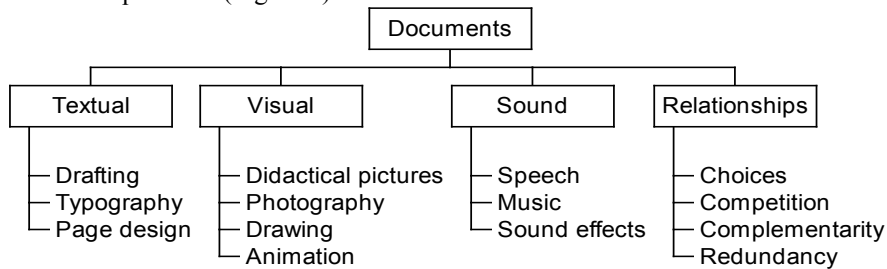 Documents
Textual
Visual
Sound
Relationships
Drafting
Typography
Page design
Didactical pictures
Photography
Drawing
Animation
Speech
Music
Sound effects
Choices
Competition
Complementarity
Redundancy